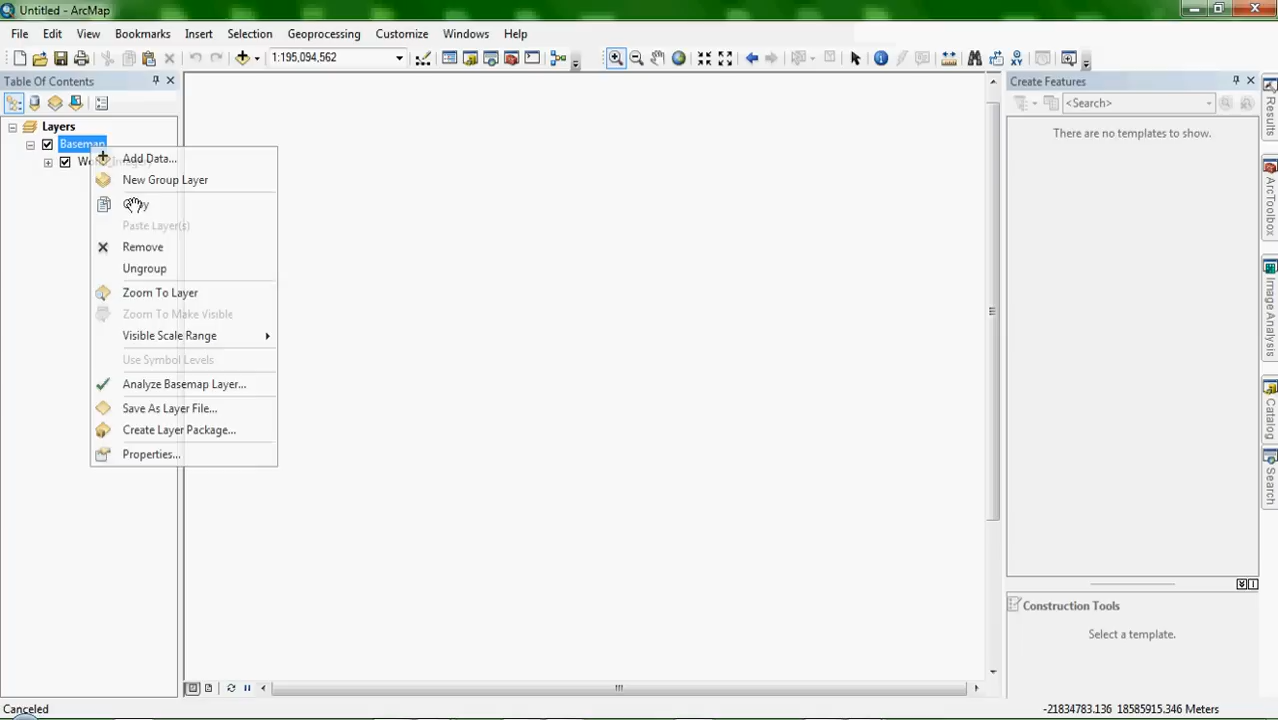 Untitled - ArcMap
File Edit View Bookmarks Insert Selection Geoprocessing Customize Windows Help
1:195,094,562
Table Of Contents
Layers
Basemap
Add Data...
New Group Layer
Copy
Paste Layer(s)
Remove
Ungroup
Zoom To Layer
Zoom To Make Visible
Visible Scale Range
Use Symbol Levels
Analyze Basemap Layer...
Save As Layer File...
Create Layer Package...
Properties...
Create Features
<Search>
There are no templates to show.
Construction Tools
Select a template.
Results
ArcToolbox
Image Analysis
Catalog
Search
Canceled
-21834783.136 18585915.346 Meters